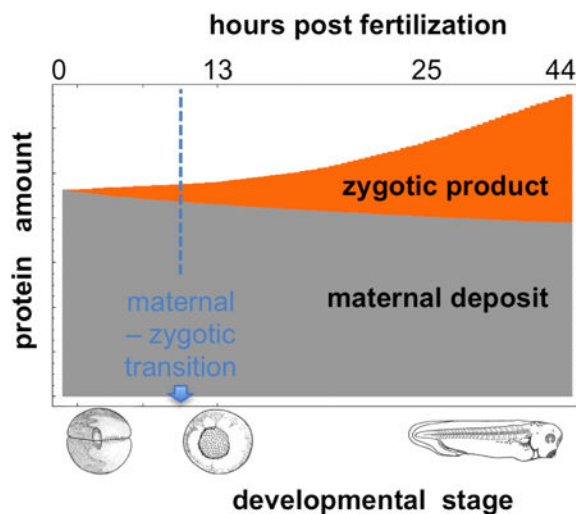 hours post fertilization
0 13 25 44
zygotic product
maternal deposit
maternal
– zygotic
transition
protein amount
developmental stage